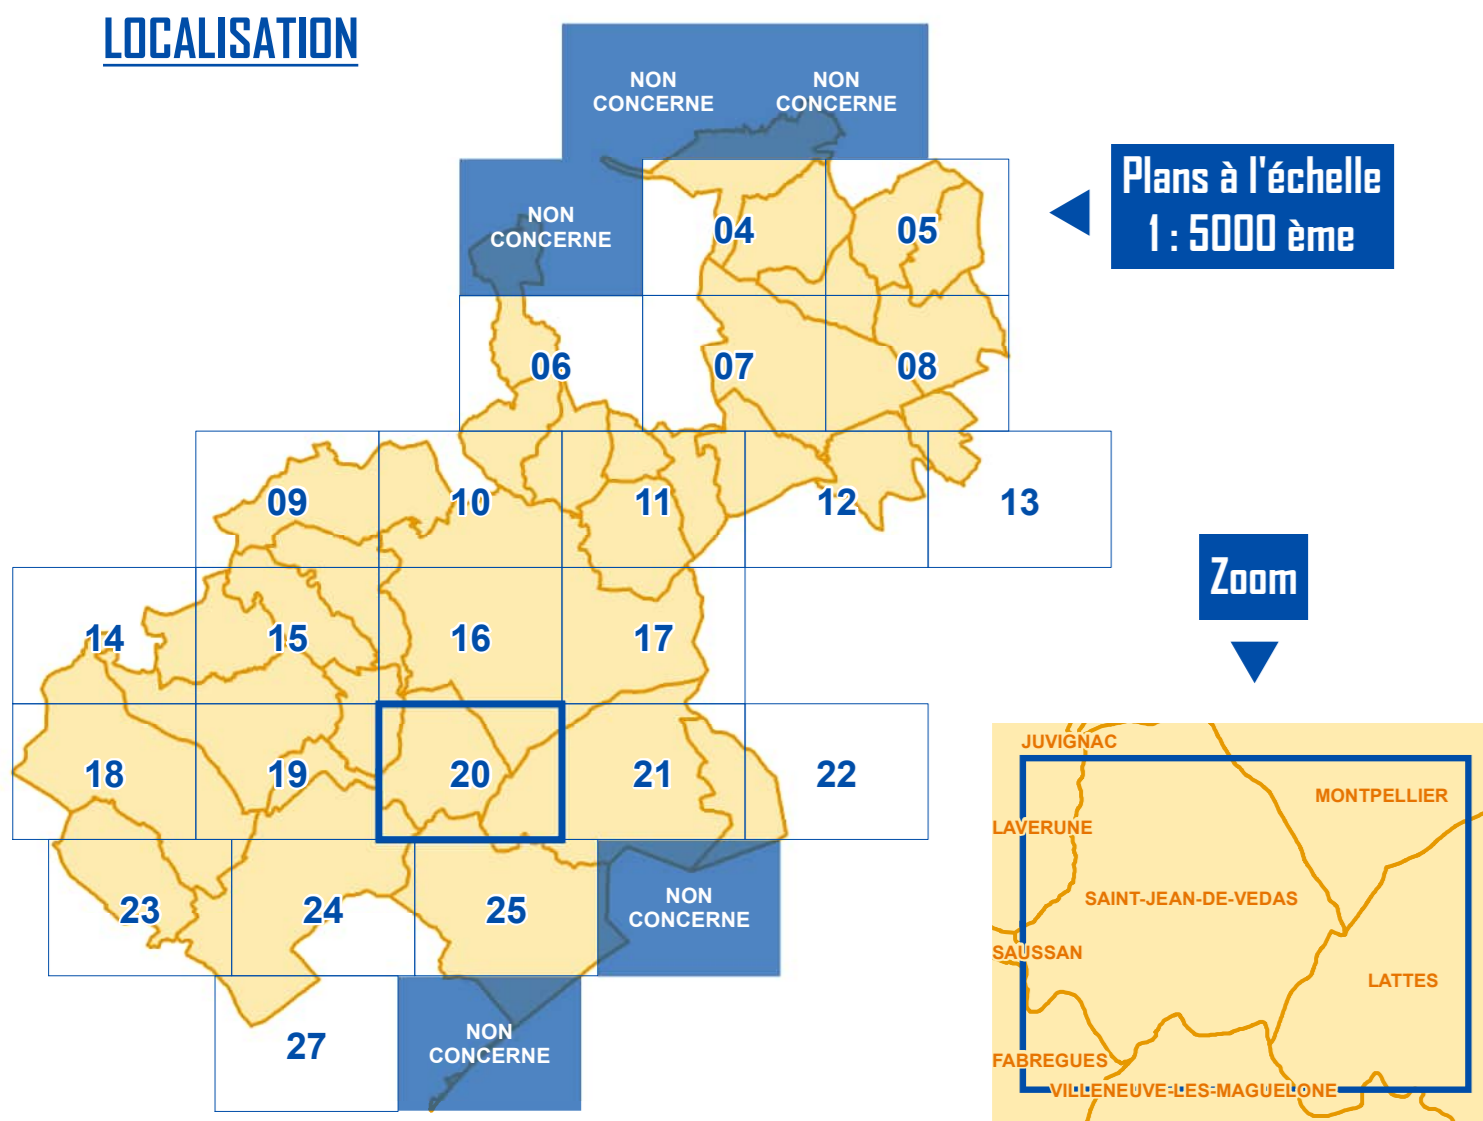 LOCALISATION
NON
CONCERNE
NON
CONCERNE
Plans à l'échelle
1 : 5000 ème
NON
CONCERNE
04
05
06
07
08
09
10
11
12
13
Zoom
14
15
16
17
18
19
20
21
22
23
24
25
NON
CONCERNE
27
NON
CONCERNE
JUVIGNAC
MONTPELLIER
LAVERUNE
SAINT-JEAN-DE-VEDAS
SAUSSAN
LATTES
FABREGUES
VILLENEUVE-LES-MAGUELONE